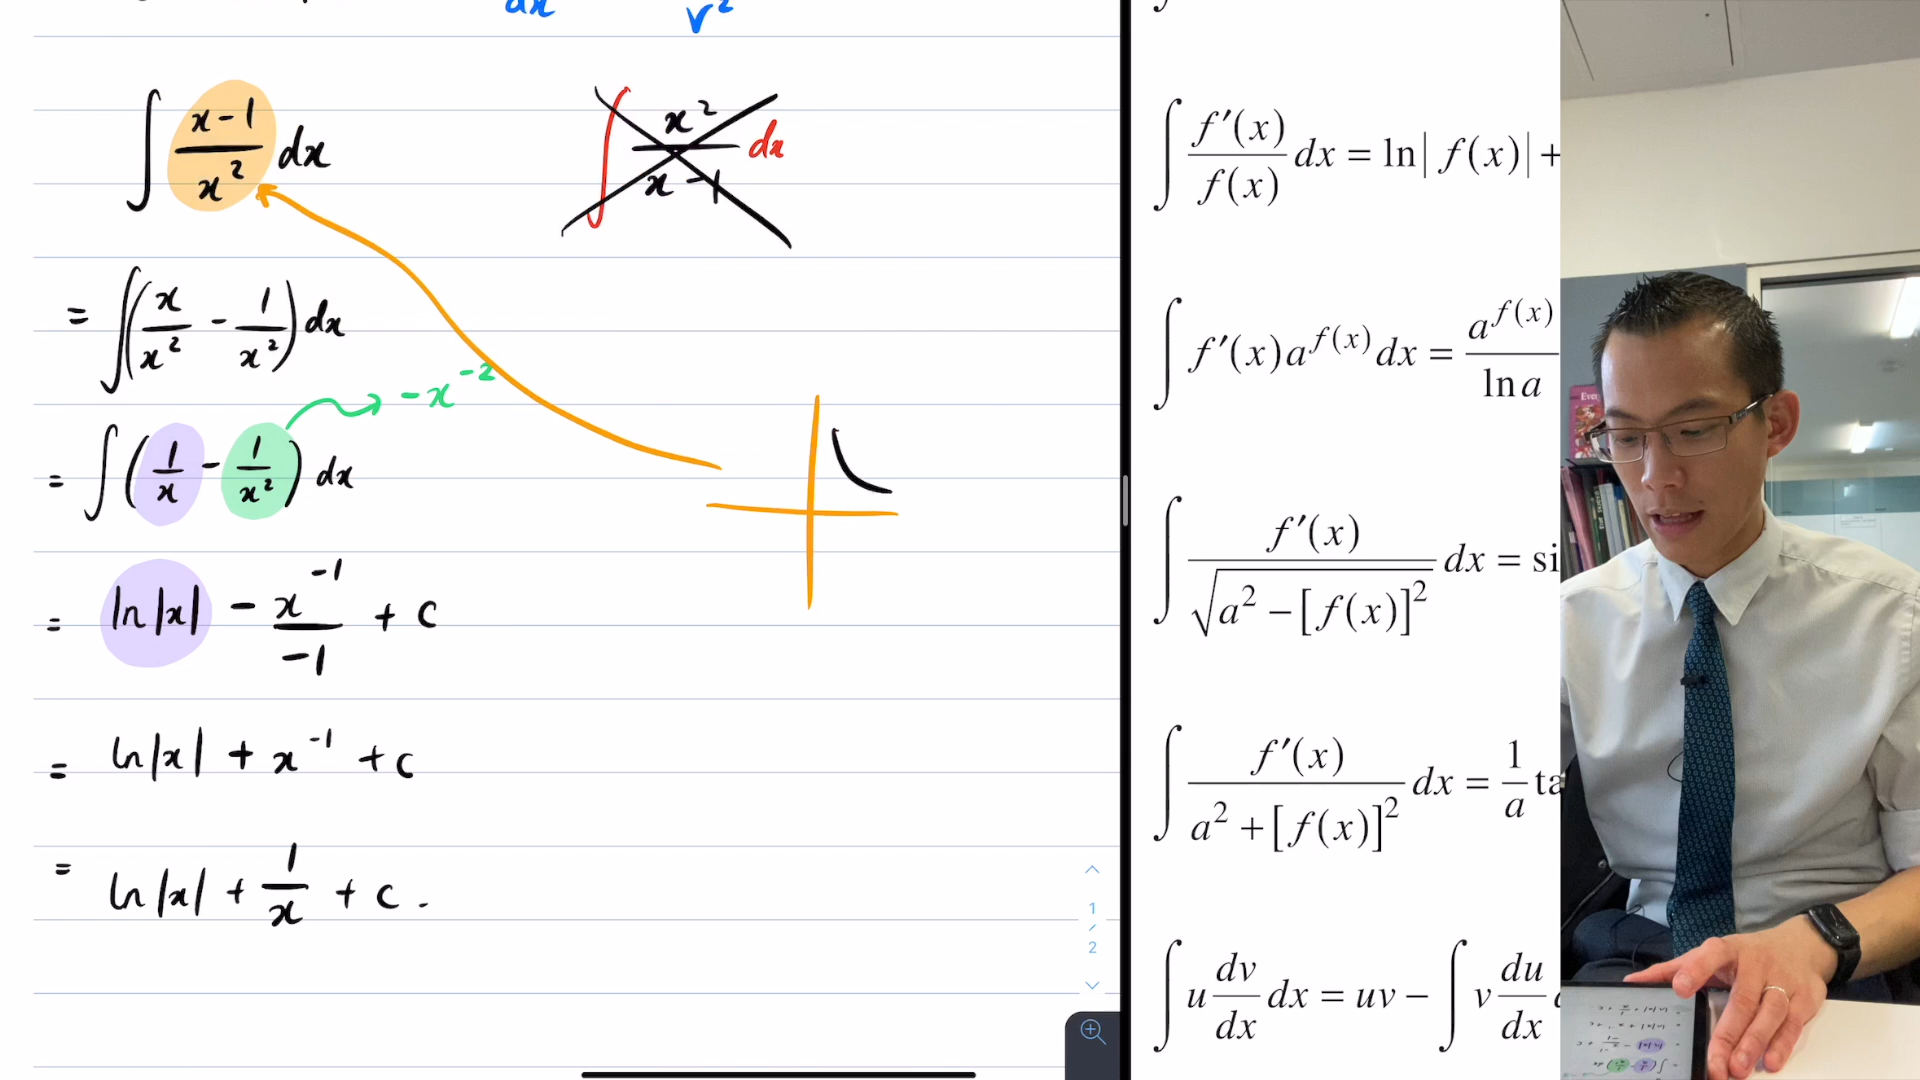 dx v²
∫ (x-1)/x² dx
∫ x²/(x-1) dx
= ∫ (x/x² - 1/x²) dx
-x⁻²
= ∫ (1/x - 1/x²) dx
= ln|x| - x⁻¹/-1 + c
= ln|x| + x⁻¹ + c
= ln|x| + 1/x + c.
1
/
2
∫ f′(x)/f(x) dx = ln| f(x)| +
∫ f′(x)a^f(x) dx = a^f(x)/ln a
∫ f′(x)/√(a² − [f(x)]²) dx = si
∫ f′(x)/(a² + [f(x)]²) dx = 1/a ta
∫ u dv/dx dx = uv − ∫ v du/dx